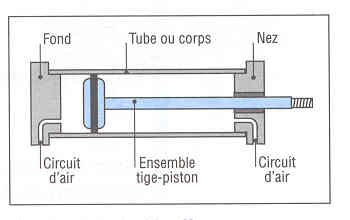 Fond
Tube ou corps
Nez
Circuit
d'air
Ensemble
tige-piston
Circuit
d'air